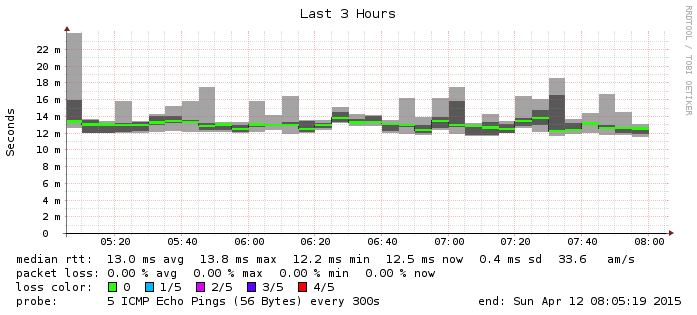 Last 3 Hours
RRDTOOL / TOBI OETIKER
Seconds
22 m
20 m
18 m
16 m
14 m
12 m
10 m
8 m
6 m
4 m
2 m
0
05:20 05:40 06:00 06:20 06:40 07:00 07:20 07:40 08:00
median rtt: 13.0 ms avg 13.8 ms max 12.2 ms min 12.5 ms now 0.4 ms sd 33.6 am/s
packet loss: 0.00 % avg 0.00 % max 0.00 % min 0.00 % now
loss color: 0 1/5 2/5 3/5 4/5
probe: 5 ICMP Echo Pings (56 Bytes) every 300s end: Sun Apr 12 08:05:19 2015